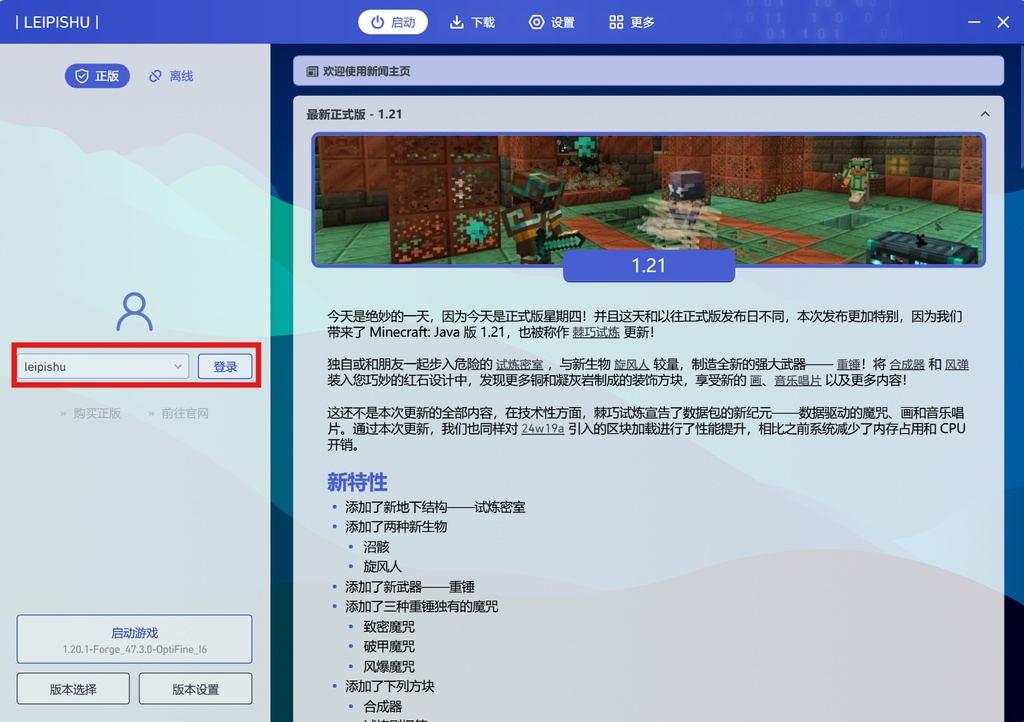 | LEIPISHU |
启动
下载
设置
更多
正版
离线
leipishu
登录
» 购买正版
» 前往官网
启动游戏
1.20.1-Forge_47.3.0-OptiFine_I6
版本选择
版本设置
欢迎使用新闻主页
最新正式版 - 1.21
1.21
今天是绝妙的一天，因为今天是正式版星期四！并且这天和以往正式版发布日不同，本次发布更加特别，因为我们
带来了 Minecraft: Java 版 1.21，也被称作 棘巧试炼 更新！
独自或和朋友一起步入危险的 试炼密室 ，与新生物 旋风人 较量，制造全新的强大武器—— 重锤！将 合成器 和 风弹
装入您巧妙的红石设计中，发现更多铜和凝灰岩制成的装饰方块，享受新的 画、音乐唱片 以及更多内容！
这还不是本次更新的全部内容，在技术性方面，棘巧试炼宣告了数据包的新纪元——数据驱动的魔咒、画和音乐唱
片。通过本次更新，我们也同样对 24w19a 引入的区块加载进行了性能提升，相比之前系统减少了内存占用和 CPU
开销。
新特性
• 添加了新地下结构——试炼密室
• 添加了两种新生物
• 沼骸
• 旋风人
• 添加了新武器——重锤
• 添加了三种重锤独有的魔咒
• 致密魔咒
• 破甲魔咒
• 风爆魔咒
• 添加了下列方块
• 合成器